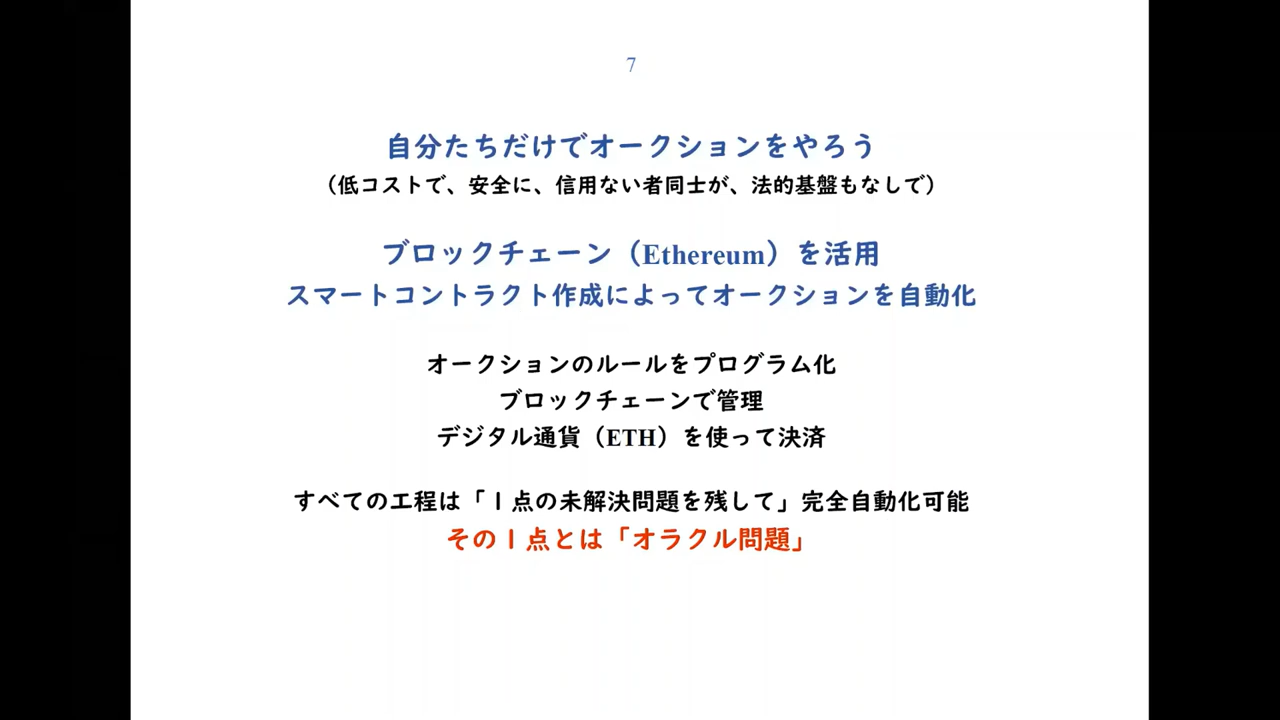 7
自分たちだけでオークションをやろう
（低コストで、安全に、信用ない者同士が、法的基盤もなしで）
ブロックチェーン（Ethereum）を活用
スマートコントラクト作成によってオークションを自動化
オークションのルールをプログラム化
ブロックチェーンで管理
デジタル通貨（ETH）を使って決済
すべての工程は「１点の未解決問題を残して」完全自動化可能
その１点とは「オラクル問題」